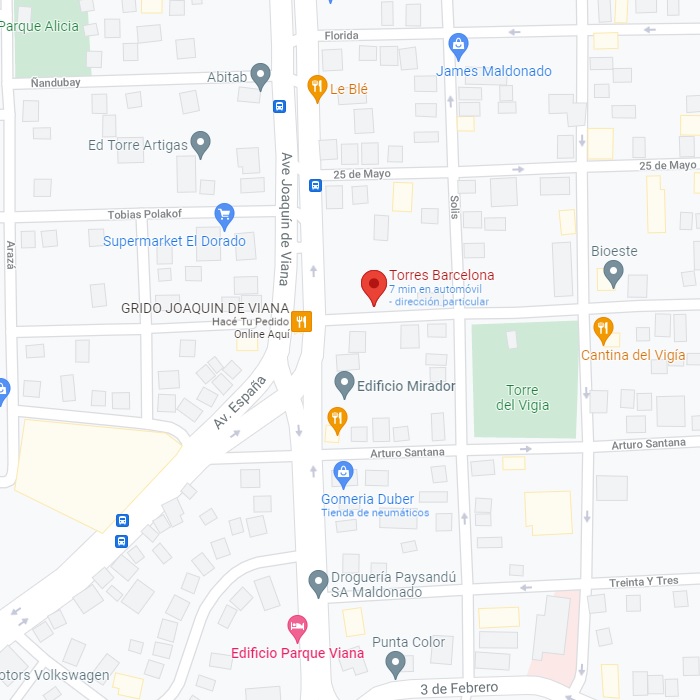 Parque Alicia
Florida
James Maldonado
Ñandubay
Abitab
Le Blé
Ed Torre Artigas
Ave Joaquín de Viana
25 de Mayo
25 de Mayo
Tobias Polakof
Solís
Supermarket El Dorado
Arazá
Bioeste
Torres Barcelona
7 min en automóvil
- dirección particular
GRIDO JOAQUIN DE VIANA
Hacé Tu Pedido
Online Aquí
Cantina del Vigía
Edificio Mirador
Av. España
Torre
del Vigia
Arturo Santana
Arturo Santana
Gomeria Duber
Tienda de neumáticos
Droguería Paysandú
SA Maldonado
Treinta Y Tres
Edificio Parque Viana
Punta Color
otors Volkswagen
3 de Febrero